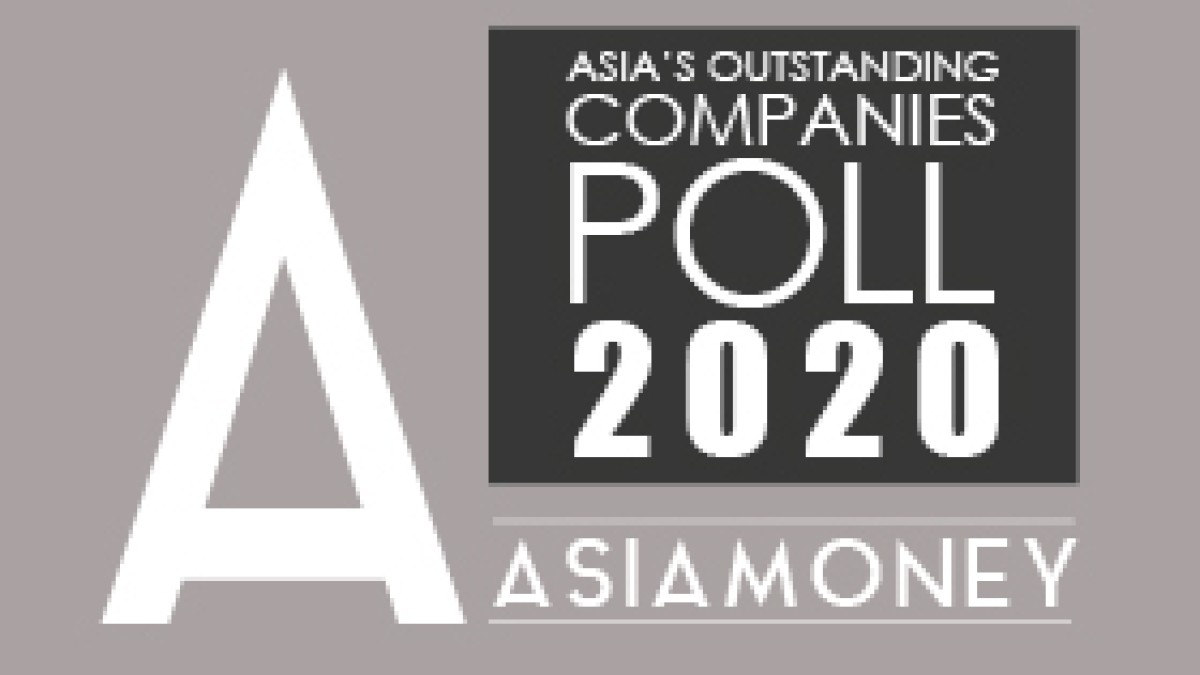 A
ASIA'S OUTSTANDING
COMPANIES
POLL
2020
ASIAMONEY